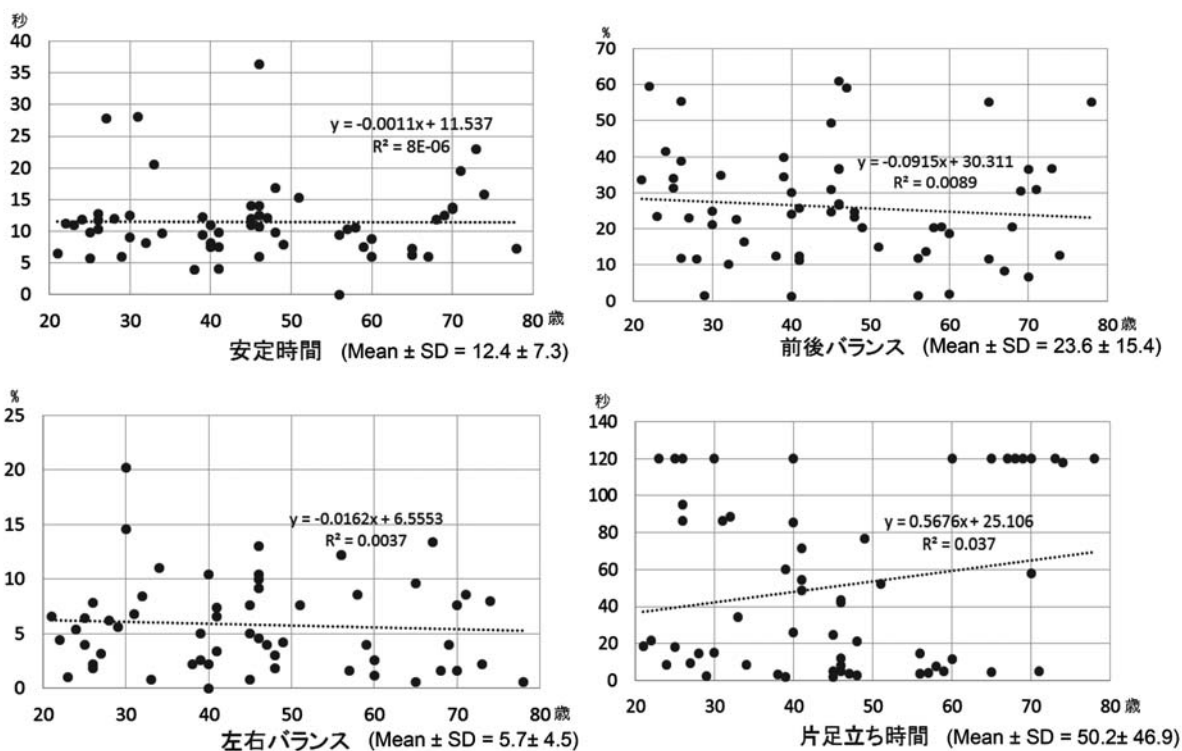 秒
40
35
30
25
20
15
10
5
0
y = -0.0011x + 11.537
R² = 8E-06
20 30 40 50 60 70 80 歳
安定時間 (Mean ± SD = 12.4 ± 7.3)
%
70
60
50
40
30
20
10
0
y = -0.0915x + 30.311
R² = 0.0089
20 30 40 50 60 70 80 歳
前後バランス (Mean ± SD = 23.6 ± 15.4)
%
25
20
15
10
5
0
y = -0.0162x + 6.5553
R² = 0.0037
20 30 40 50 60 70 80 歳
左右バランス (Mean ± SD = 5.7± 4.5)
秒
140
120
100
80
60
40
20
0
y = 0.5676x + 25.106
R² = 0.037
20 30 40 50 60 70 80 歳
片足立ち時間 (Mean ± SD = 50.2± 46.9)